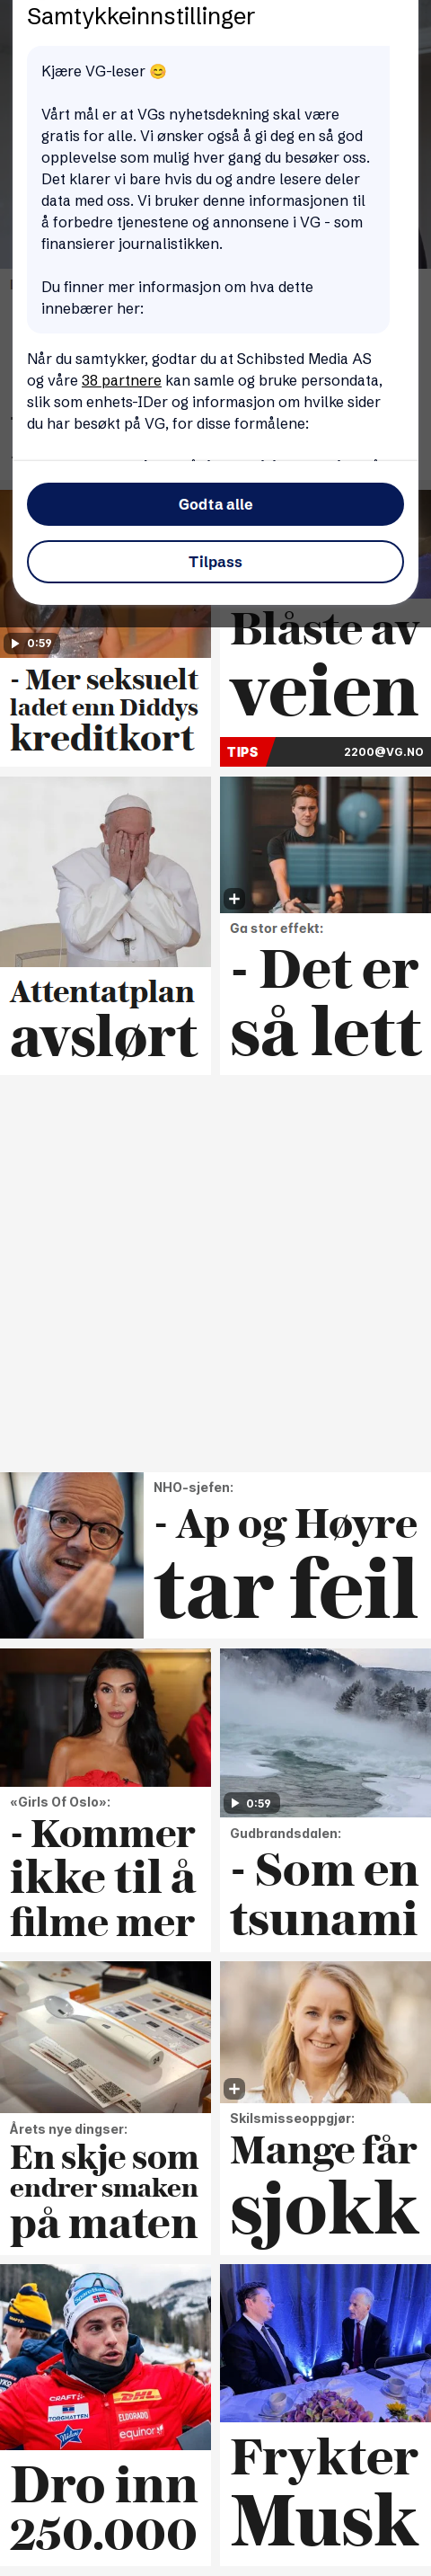 Samtykkeinnstillinger
Kjære VG-leser 😊
Vårt mål er at VGs nyhetsdekning skal være
gratis for alle. Vi ønsker også å gi deg en så god
opplevelse som mulig hver gang du besøker oss.
Det klarer vi bare hvis du og andre lesere deler
data med oss. Vi bruker denne informasjonen til
å forbedre tjenestene og annonsene i VG - som
finansierer journalistikken.
Du finner mer informasjon om hva dette
innebærer her:
Når du samtykker, godtar du at Schibsted Media AS
og våre 38 partnere kan samle og bruke persondata,
slik som enhets-IDer og informasjon om hvilke sider
du har besøkt på VG, for disse formålene:
Godta alle
Tilpass
0:59
- Mer seksuelt
ladet enn Diddys
kreditkort
Blåste av
veien
TIPS
2200@VG.NO
Attentatplan
avslørt
Ga stor effekt:
- Det er
så lett
NHO-sjefen:
- Ap og Høyre
tar feil
«Girls Of Oslo»:
- Kommer
ikke til å
filme mer
0:59
Gudbrandsdalen:
- Som en
tsunami
Årets nye dingser:
En skje som
endrer smaken
på maten
Skilsmisseoppgjør:
Mange får
sjokk
CRAFT
DHL
TORGHATTEN
ELDORADO
equinor
Dro inn
250.000
Frykter
Musk